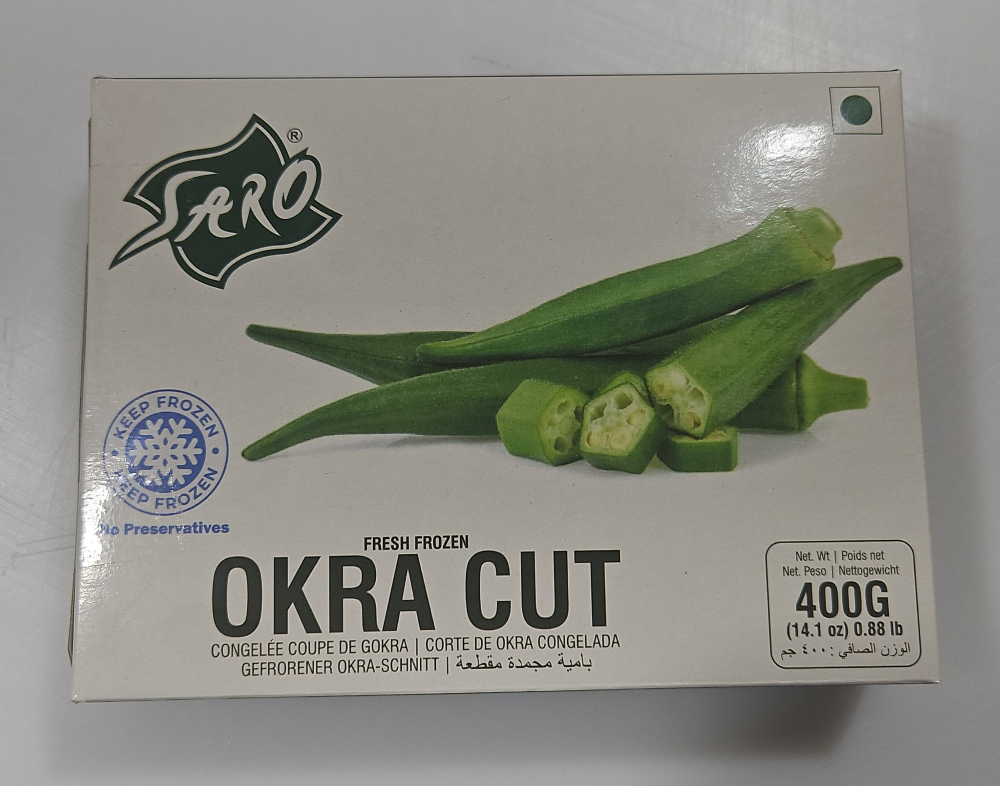 SARO
®
KEEP FROZEN
KEEP FROZEN
No Preservatives
FRESH FROZEN
OKRA CUT
CONGELÉE COUPE DE GOKRA | CORTE DE OKRA CONGELADA
GEFRORENER OKRA-SCHNITT | بامية مجمدة مقطعة
Net. Wt | Poids net
Net. Peso | Nettogewicht
400G
(14.1 oz) 0.88 lb
الوزن الصافي : ٤٠٠ جم